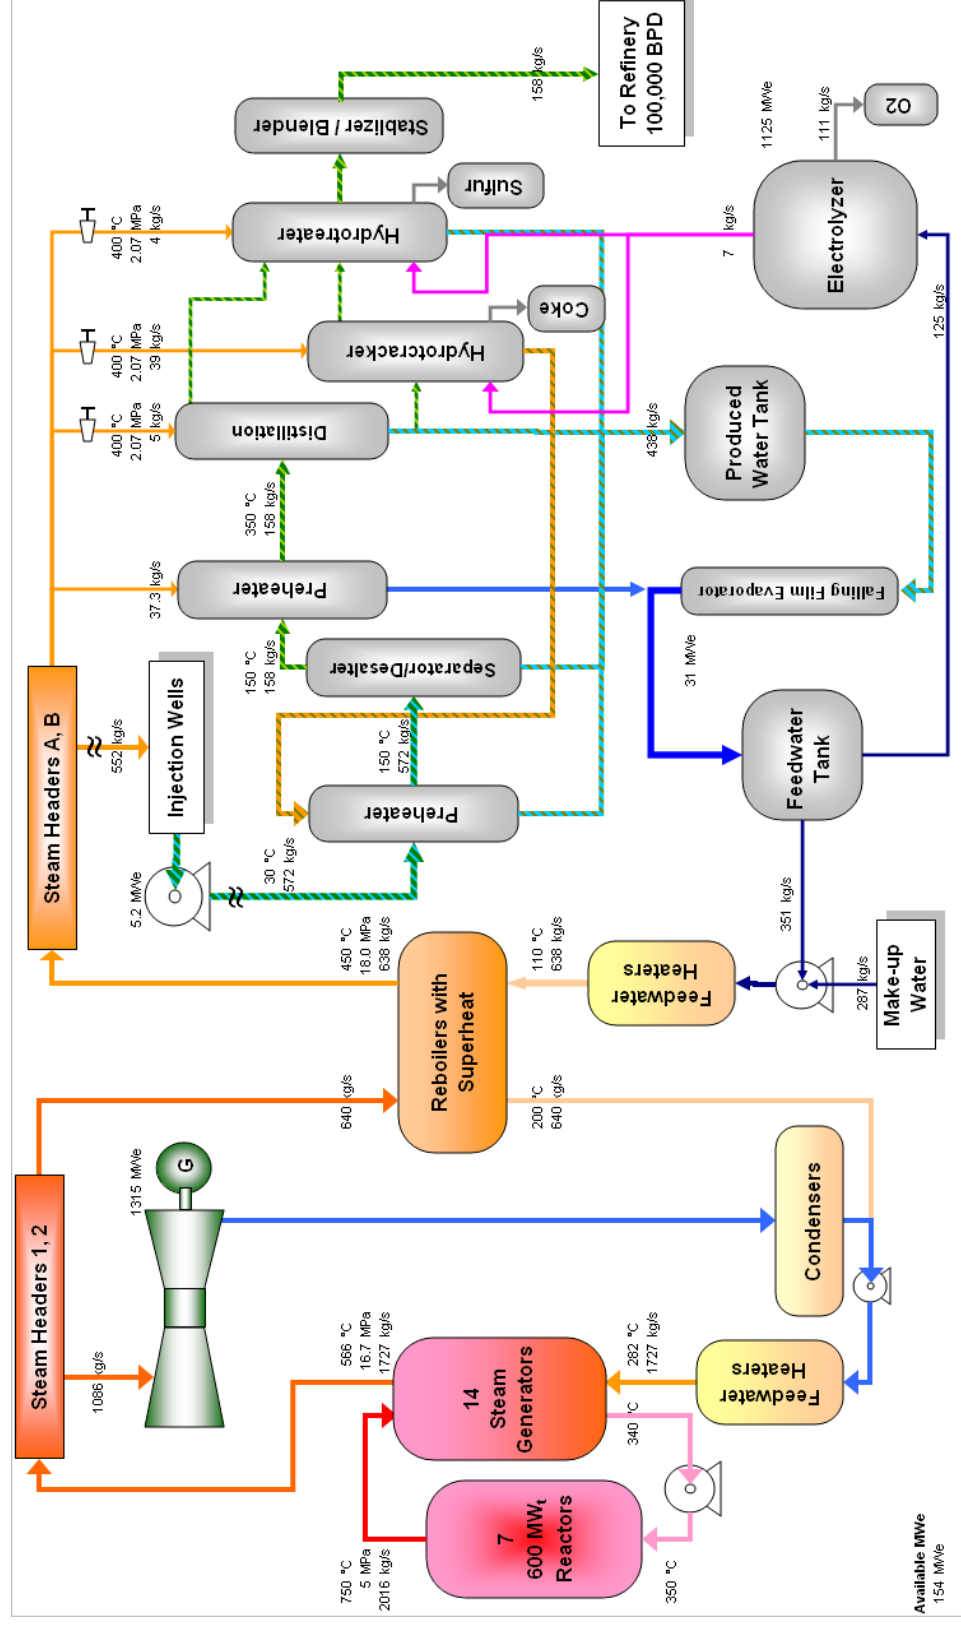 7
600 MWt
Reactors
750 °C
5 MPa
2016 kg/s
350 °C
340 °C
14
Steam
Generators
566 °C
16.7 MPa
1727 kg/s
282 °C
1727 kg/s
Feedwater
Heaters
Steam Headers 1, 2
1086 kg/s
1315 MWe
G
Condensers
640 kg/s
Reboilers with
Superheat
200 °C
640 kg/s
450 °C
18.0 MPa
638 kg/s
110 °C
638 kg/s
Feedwater
Heaters
287 kg/s
Make-up
Water
351 kg/s
Steam Headers A, B
552 kg/s
Injection Wells
5.2 MWe
30 °C
572 kg/s
Preheater
150 °C
572 kg/s
Separator/Desalter
150 °C
158 kg/s
37.3 kg/s
Preheater
350 °C
158 kg/s
400 °C
2.07 MPa
5 kg/s
Distillation
400 °C
2.07 MPa
39 kg/s
Hydrotcracker
Coke
400 °C
2.07 MPa
4 kg/s
Hydrotreater
Sulfur
Stablizer / Blender
158 kg/s
To Refinery
100,000 BPD
438 kg/s
Produced
Water Tank
Falling Film Evaporator
31 MWe
Feedwater
Tank
125 kg/s
7 kg/s
Electrolyzer
1125 MWe
111 kg/s
O2
Available MWe
154 MWe